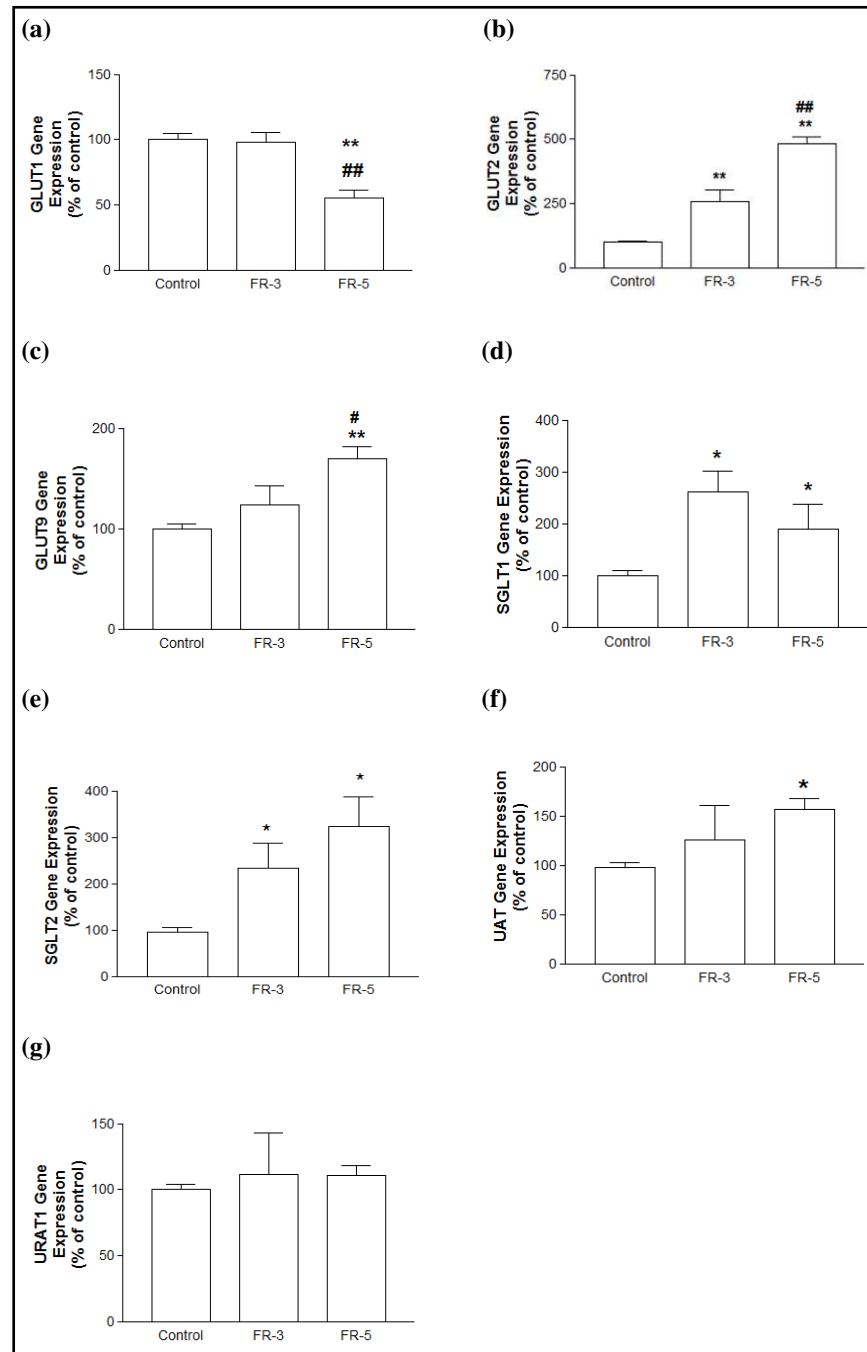 (a)
GLUT1 Gene
Expression
(% of control)
150
100
50
0
**
##
Control FR-3 FR-5
(b)
GLUT2 Gene
Expression
(% of control)
750
500
250
0
**
##
**
Control FR-3 FR-5
(c)
GLUT9 Gene
Expression
(% of control)
200
100
0
#
**
Control FR-3 FR-5
(d)
SGLT1 Gene Expression
(% of control)
400
300
200
100
0
*
*
Control FR-3 FR-5
(e)
SGLT2 Gene Expression
(% of control)
400
300
200
100
0
*
*
Control FR-3 FR-5
(f)
UAT Gene Expression
(% of control)
200
150
100
50
0
*
Control FR-3 FR-5
(g)
URAT1 Gene
Expression
(% of control)
150
100
50
0
Control FR-3 FR-5